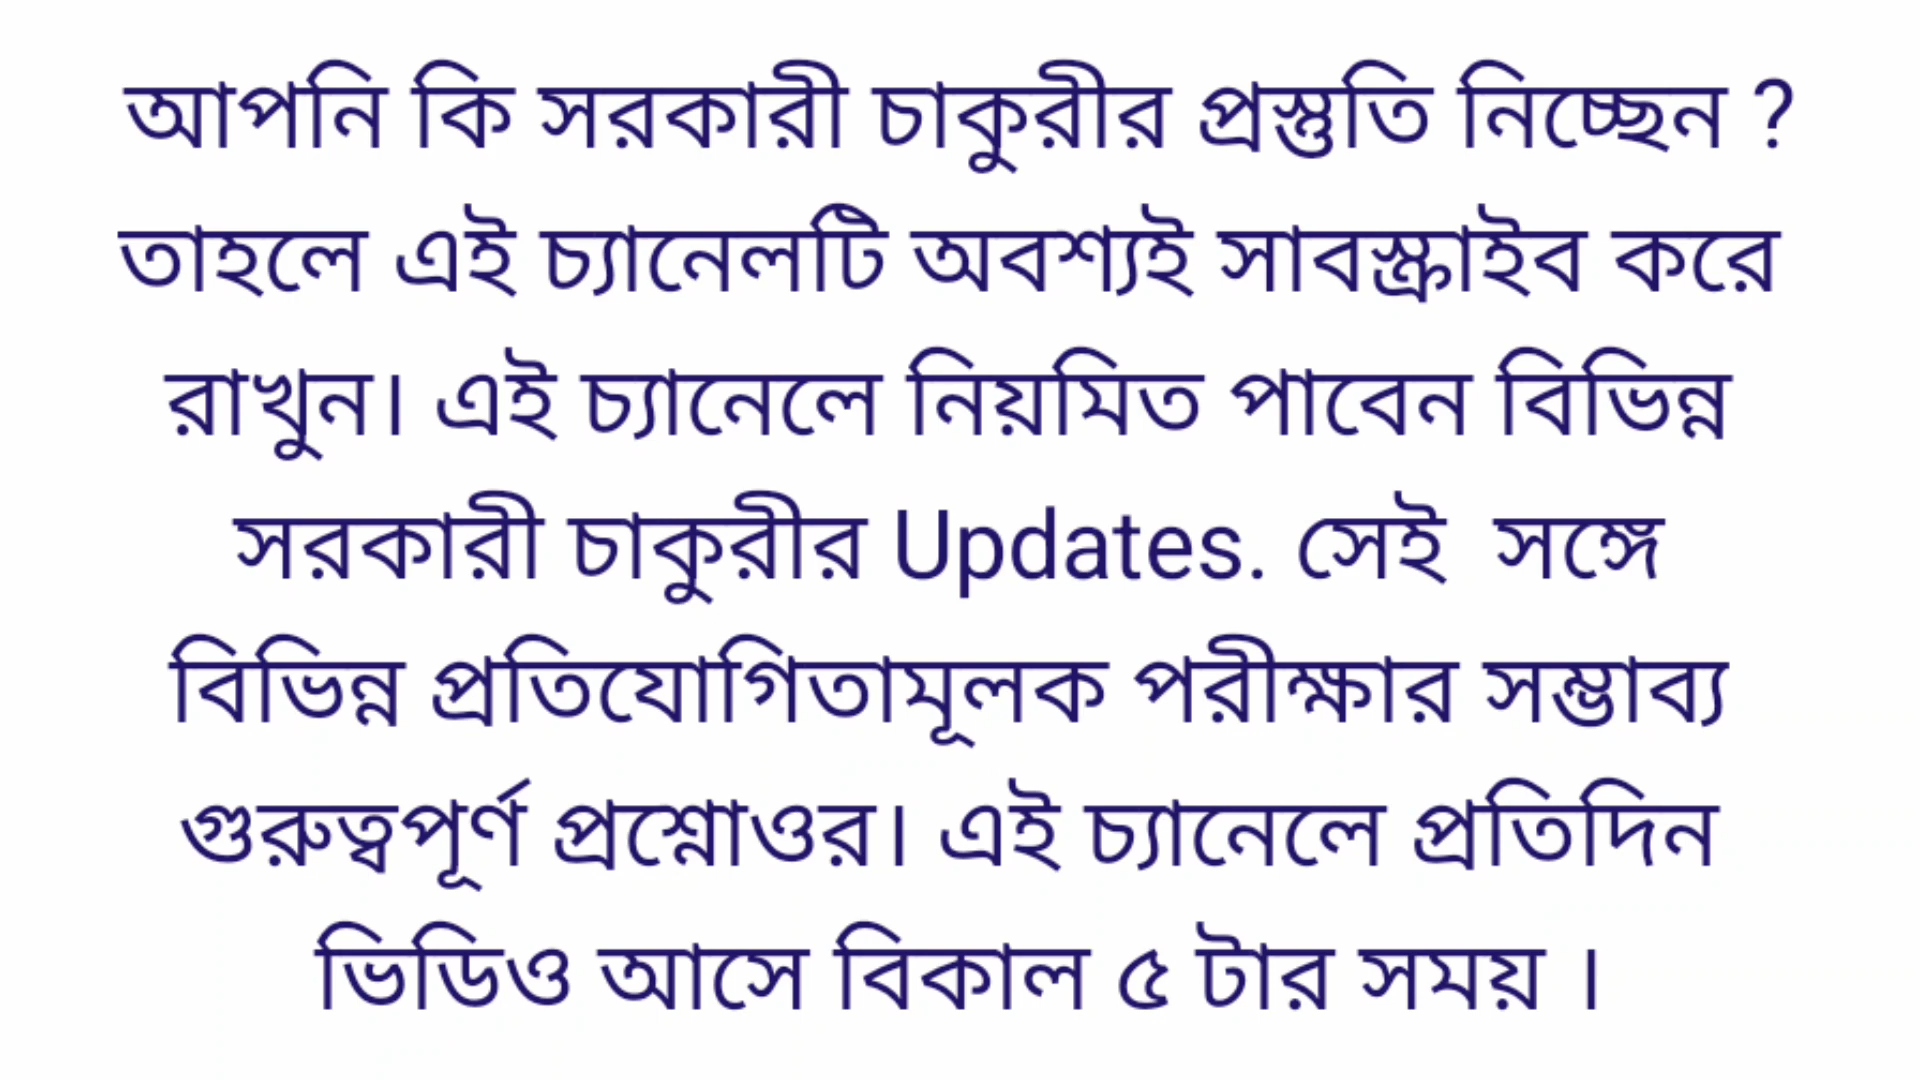 আপনি কি সরকারী চাকুরীর প্রস্তুতি নিচ্ছেন ?
তাহলে এই চ্যানেলটি অবশ্যই সাবস্ক্রাইব করে
রাখুন। এই চ্যানেলে নিয়মিত পাবেন বিভিন্ন
সরকারী চাকুরীর Updates. সেই  সঙ্গে
বিভিন্ন প্রতিযোগিতামূলক পরীক্ষার সম্ভাব্য
গুরুত্বপূর্ণ প্রশ্নোওর। এই চ্যানেলে প্রতিদিন
ভিডিও আসে বিকাল ৫ টার সময় ।